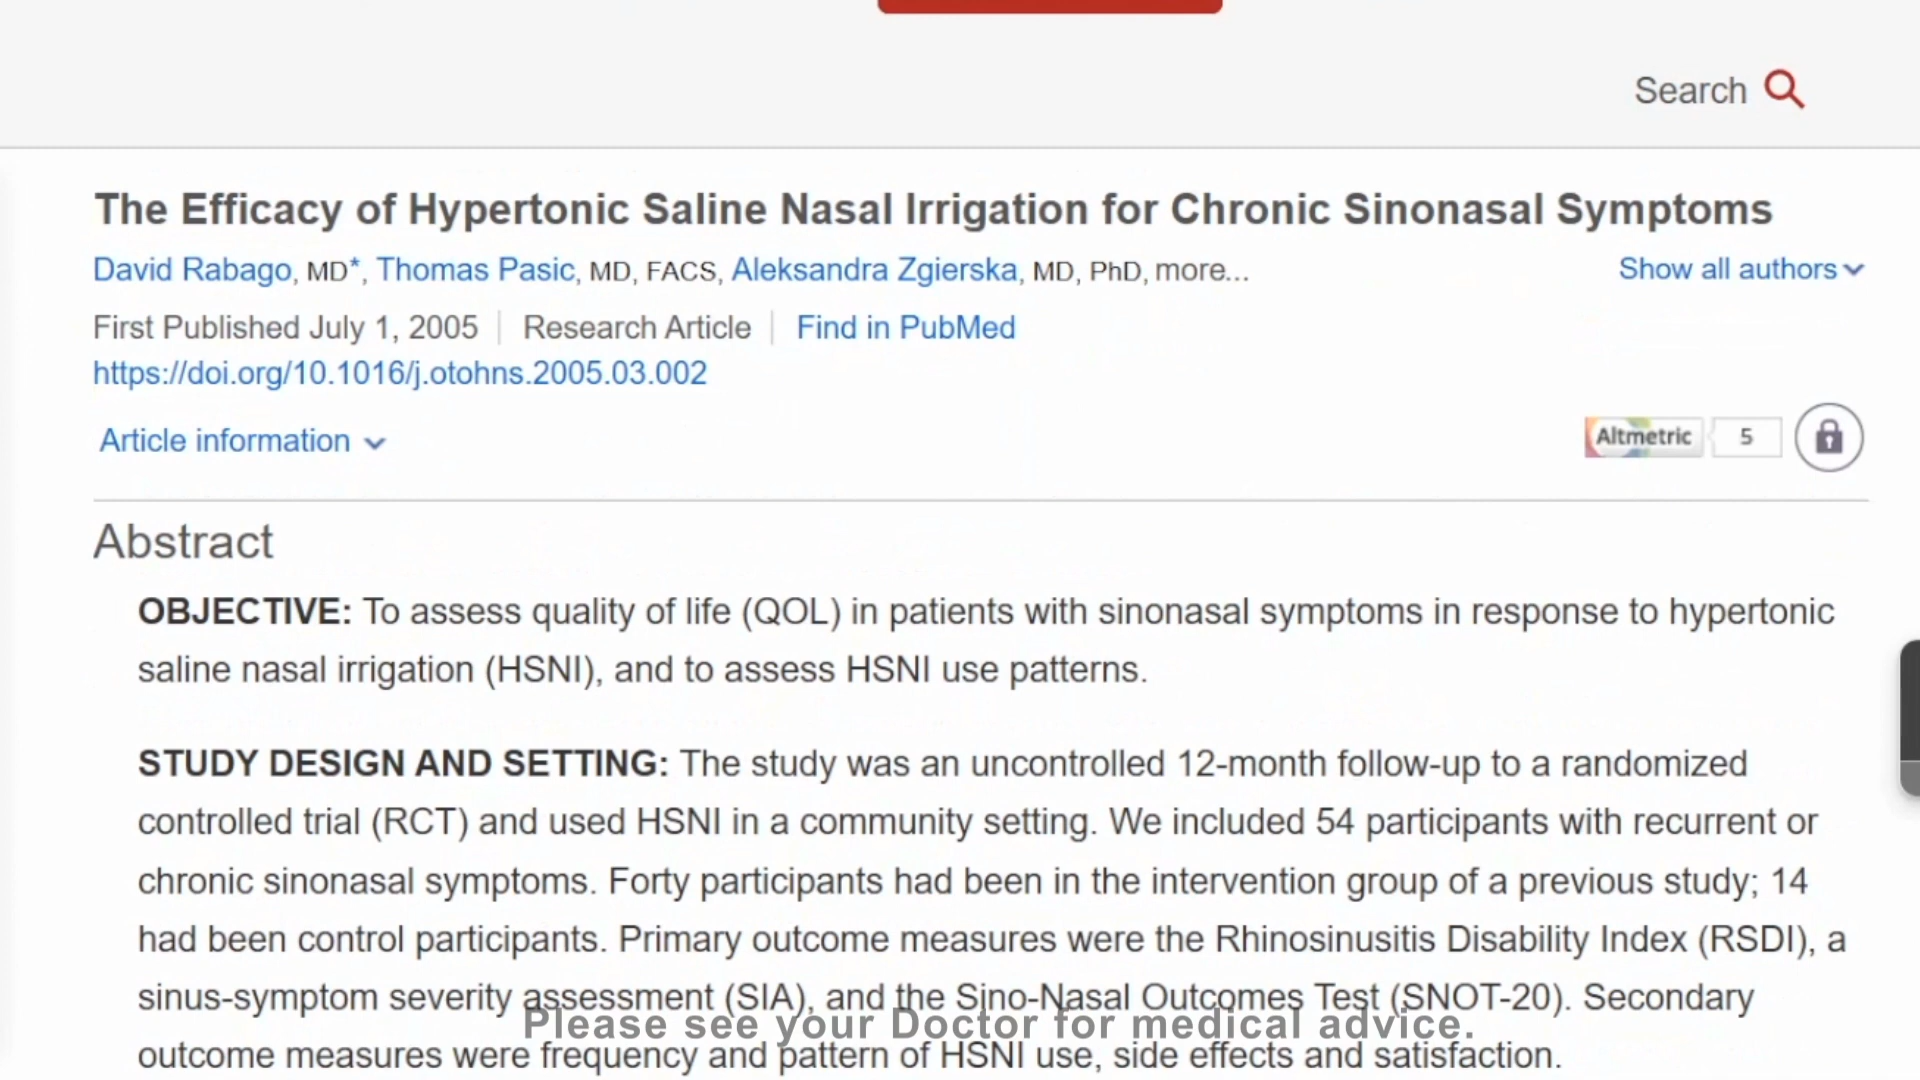 Search
The Efficacy of Hypertonic Saline Nasal Irrigation for Chronic Sinonasal Symptoms
David Rabago, MD*, Thomas Pasic, MD, FACS, Aleksandra Zgierska, MD, PhD, more... Show all authors
First Published July 1, 2005 | Research Article | Find in PubMed
https://doi.org/10.1016/j.otohns.2005.03.002
Article information Altmetric 5
Abstract
OBJECTIVE: To assess quality of life (QOL) in patients with sinonasal symptoms in response to hypertonic
saline nasal irrigation (HSNI), and to assess HSNI use patterns.
STUDY DESIGN AND SETTING: The study was an uncontrolled 12-month follow-up to a randomized
controlled trial (RCT) and used HSNI in a community setting. We included 54 participants with recurrent or
chronic sinonasal symptoms. Forty participants had been in the intervention group of a previous study; 14
had been control participants. Primary outcome measures were the Rhinosinusitis Disability Index (RSDI), a
sinus-symptom severity assessment (SIA), and the Sino-Nasal Outcomes Test (SNOT-20). Secondary
Please see your Doctor for medical advice.
outcome measures were frequency and pattern of HSNI use, side effects and satisfaction.